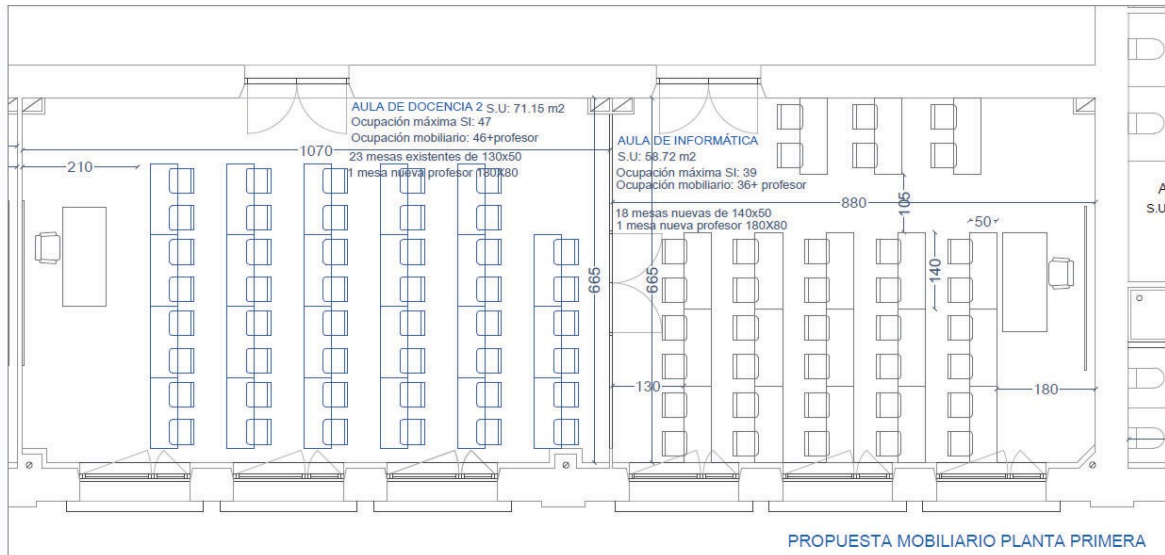 AULA DE DOCENCIA 2 S.U: 71.15 m2
Ocupación máxima SI: 47
Ocupación mobiliario: 46+profesor
1070
23 mesas existentes de 130x50
1 mesa nueva profesor 180X80
210
665
AULA DE INFORMÁTICA
S.U: 58.72 m2
Ocupación máxima SI: 39
Ocupación mobiliario: 36+ profesor
880
18 mesas nuevas de 140x50
1 mesa nueva profesor 180X80
665
105
50
140
130
180
A
S.U
PROPUESTA MOBILIARIO PLANTA PRIMERA